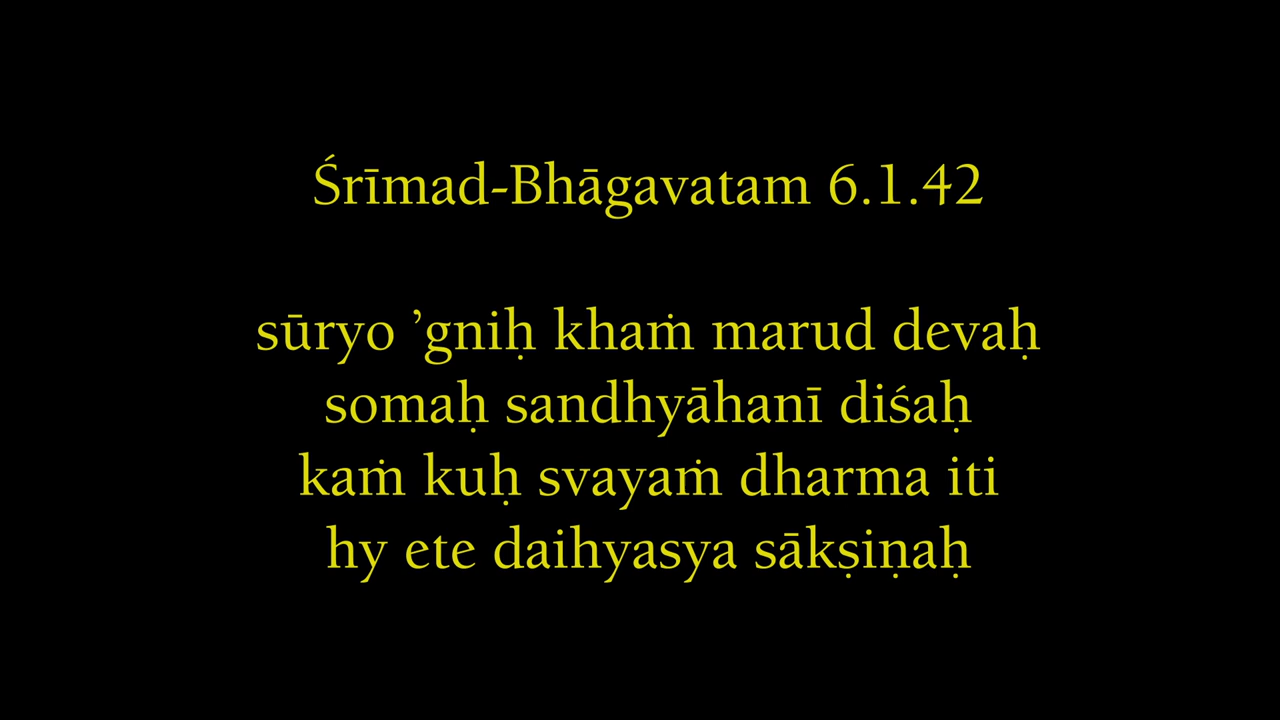 Śrīmad-Bhāgavatam 6.1.42
sūryo ’gniḥ khaṁ marud devaḥ
somaḥ sandhyāhanī diśaḥ
kaṁ kuḥ svayaṁ dharma iti
hy ete daihyasya sākṣiṇaḥ